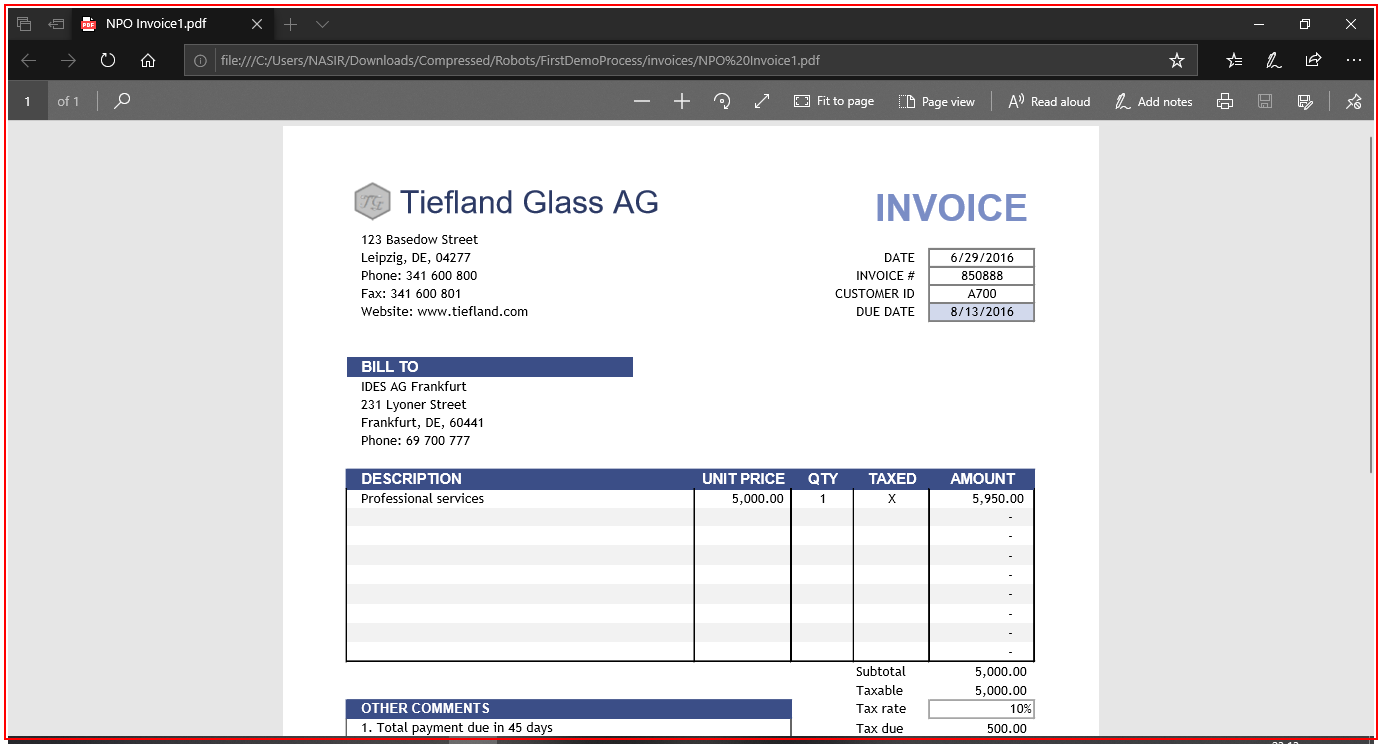 NPO Invoice1.pdf
file:///C:/Users/NASIR/Downloads/Compressed/Robots/FirstDemoProcess/invoices/NPO%20Invoice1.pdf
1 of 1 Fit to page Page view Read aloud Add notes
Tiefland Glass AG
INVOICE
123 Basedow Street
Leipzig, DE, 04277
Phone: 341 600 800
Fax: 341 600 801
Website: www.tiefland.com
DATE 6/29/2016
INVOICE # 850888
CUSTOMER ID A700
DUE DATE 8/13/2016
BILL TO
IDES AG Frankfurt
231 Lyoner Street
Frankfurt, DE, 60441
Phone: 69 700 777
DESCRIPTION UNIT PRICE QTY TAXED AMOUNT
Professional services 5,000.00 1 X 5,950.00
-
-
-
-
-
-
-
-
Subtotal 5,000.00
Taxable 5,000.00
Tax rate 10%
Tax due 500.00
OTHER COMMENTS
1. Total payment due in 45 days